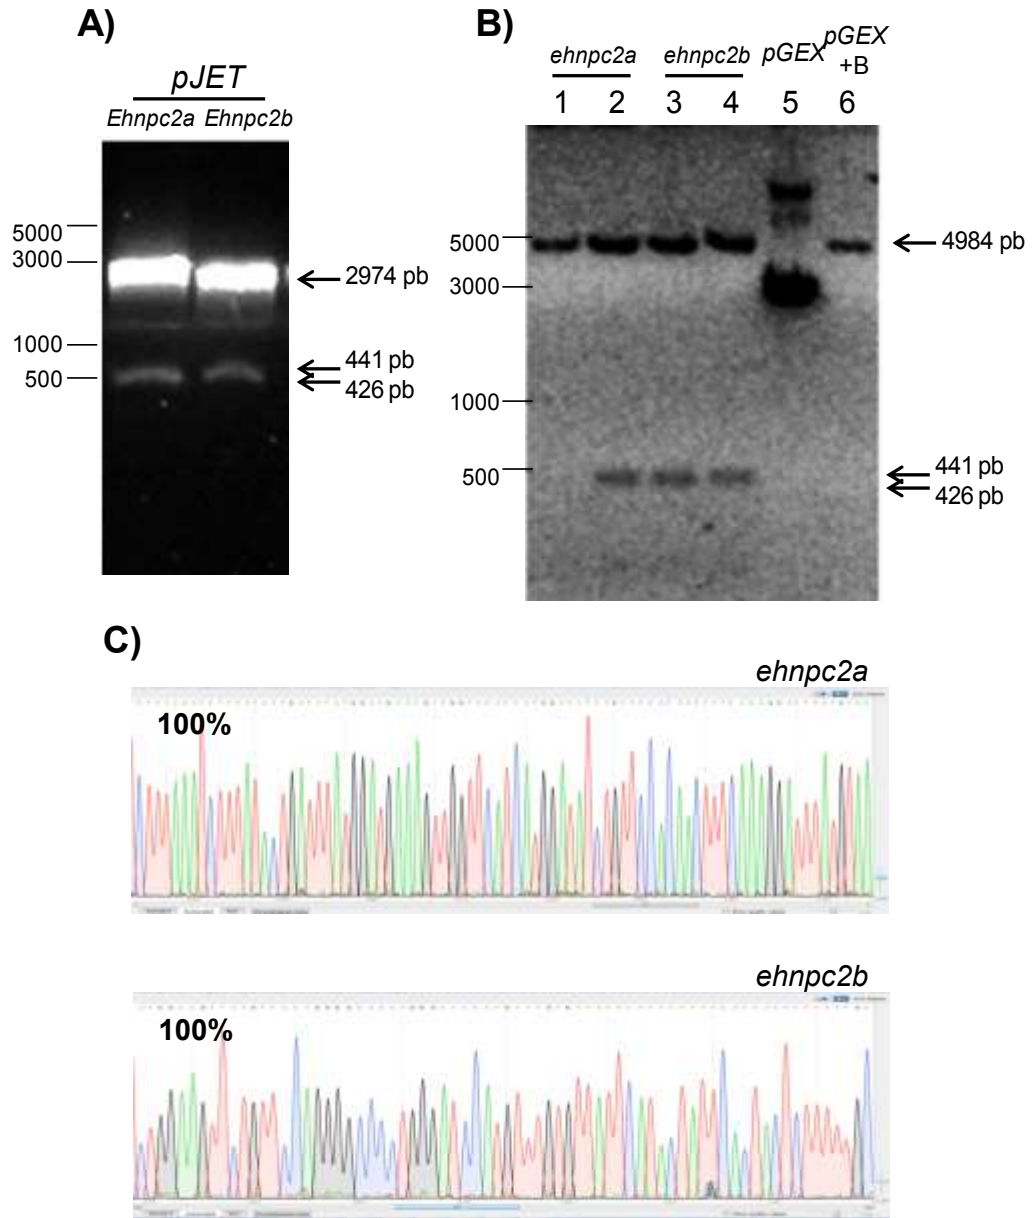 A)
pJET
Ehnpc2a Ehnpc2b
5000
3000
2974 pb
1000
441 pb
500
426 pb
B)
ehnpc2a ehnpc2b pGEX pGEX +B
1 2 3 4 5 6
5000
4984 pb
3000
1000
500
441 pb
426 pb
C)
ehnpc2a
100%
ehnpc2b
100%